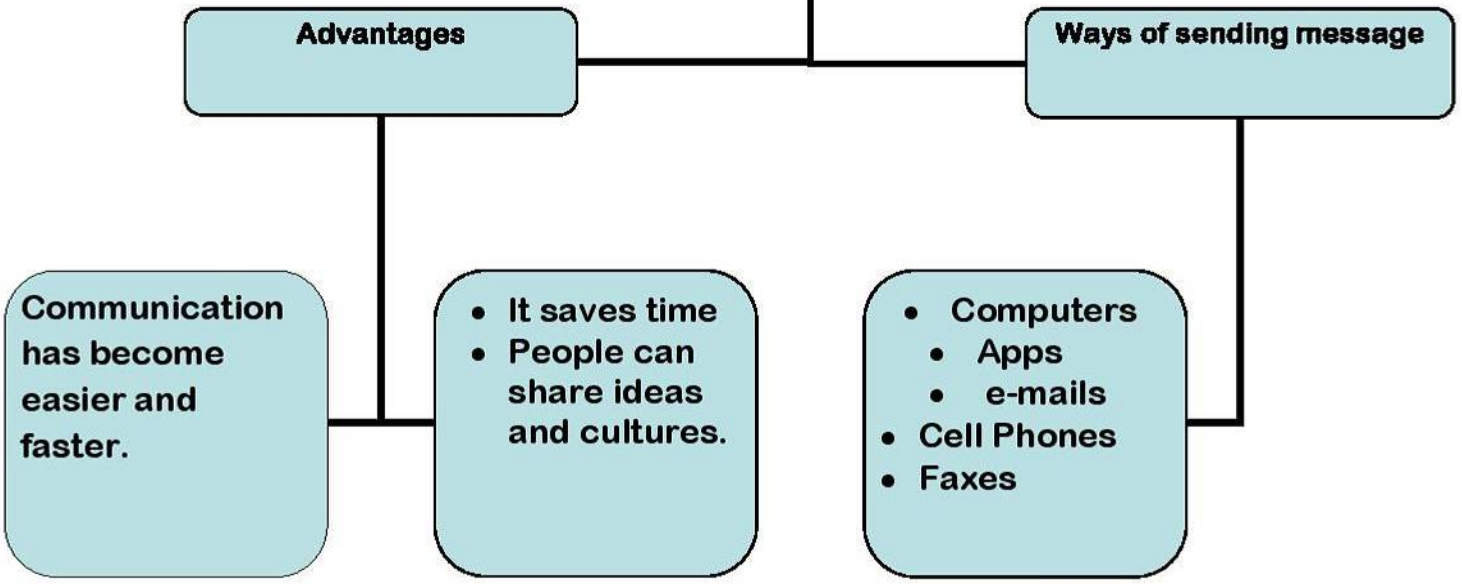 Advantages
Ways of sending message
Communication
has become
easier and
faster.
• It saves time
• People can
share ideas
and cultures.
• Computers
• Apps
• e-mails
• Cell Phones
• Faxes